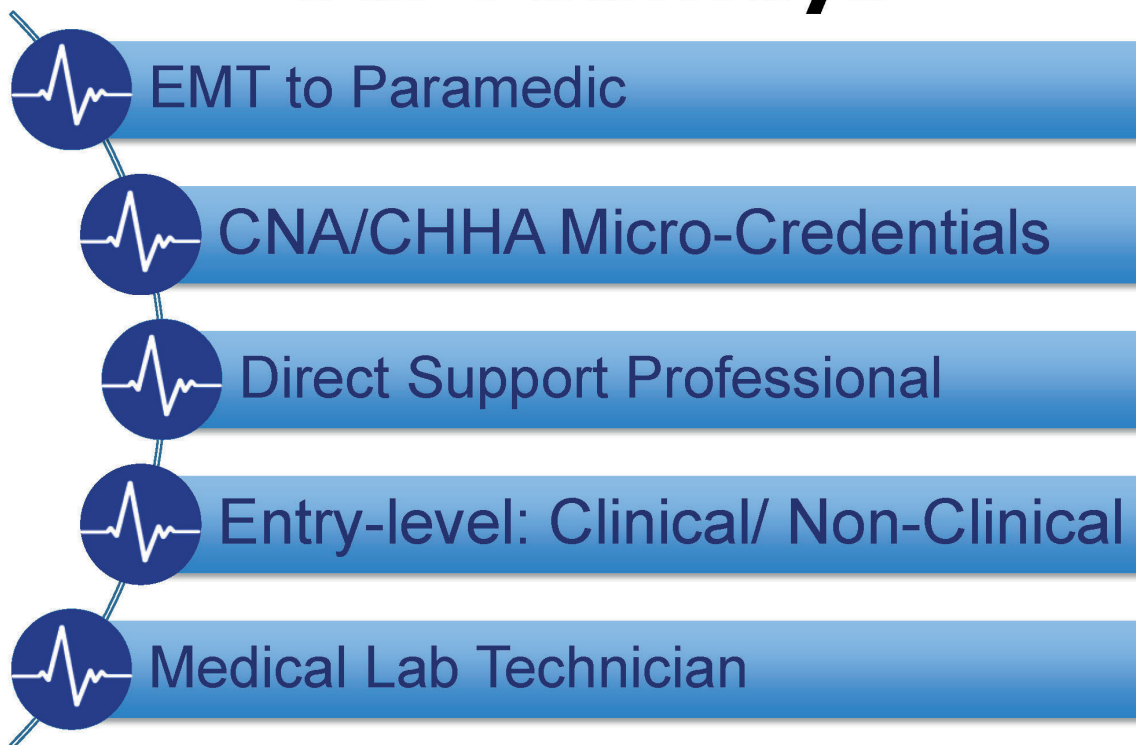 EMT to Paramedic
CNA/CHHA Micro-Credentials
Direct Support Professional
Entry-level: Clinical/ Non-Clinical
Medical Lab Technician